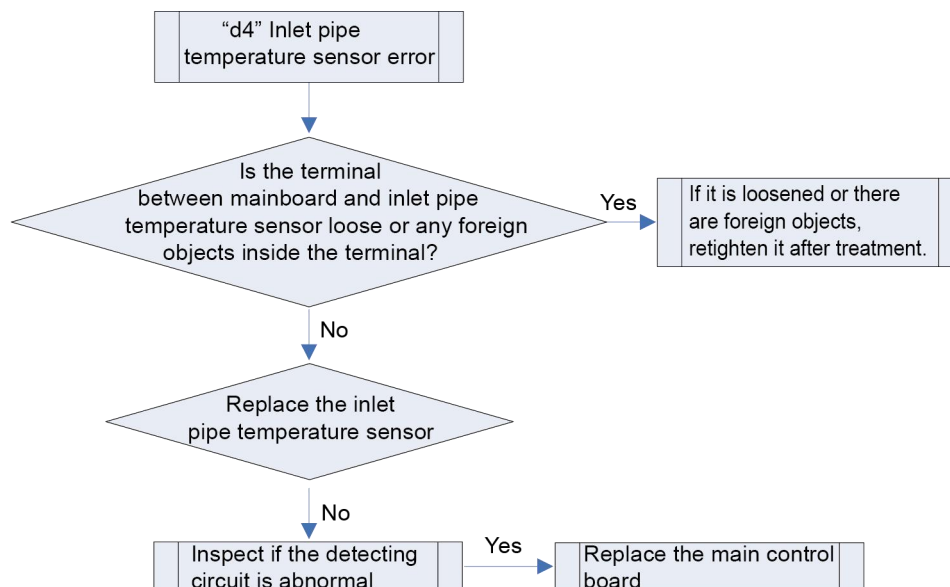 “d4” Inlet pipe
temperature sensor error
Is the terminal
between mainboard and inlet pipe
temperature sensor loose or any foreign
objects inside the terminal?
Yes
If it is loosened or there
are foreign objects,
retighten it after treatment.
No
Replace the inlet
pipe temperature sensor
No
Inspect if the detecting
circuit is abnormal
Yes
Replace the main control
board